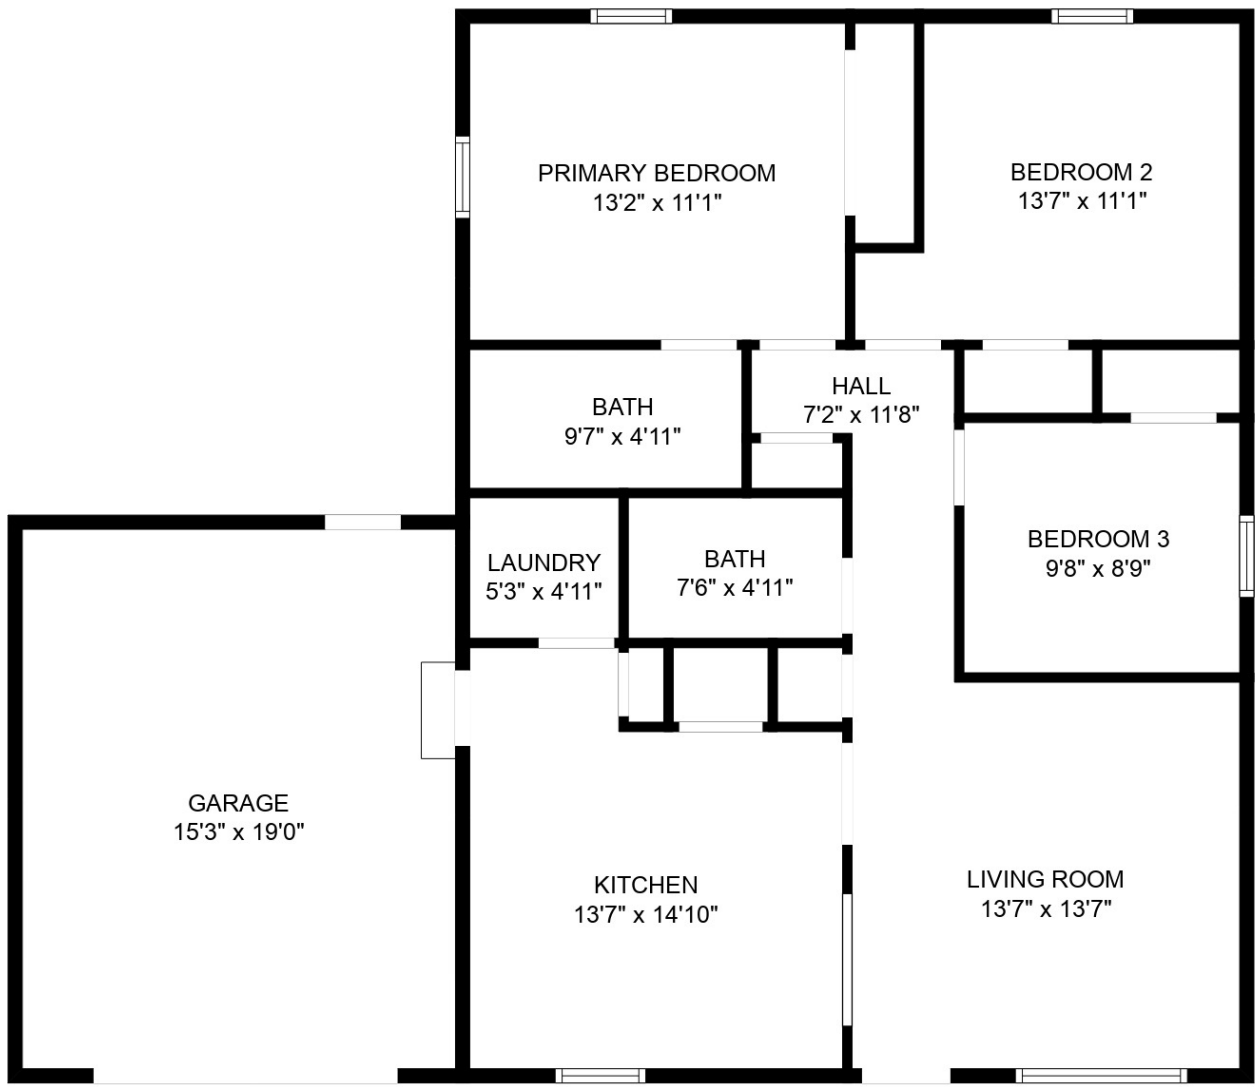 PRIMARY BEDROOM
13'2" x 11'1"
BEDROOM 2
13'7" x 11'1"
HALL
7'2" x 11'8"
BATH
9'7" x 4'11"
BEDROOM 3
9'8" x 8'9"
LAUNDRY
5'3" x 4'11"
BATH
7'6" x 4'11"
GARAGE
15'3" x 19'0"
KITCHEN
13'7" x 14'10"
LIVING ROOM
13'7" x 13'7"